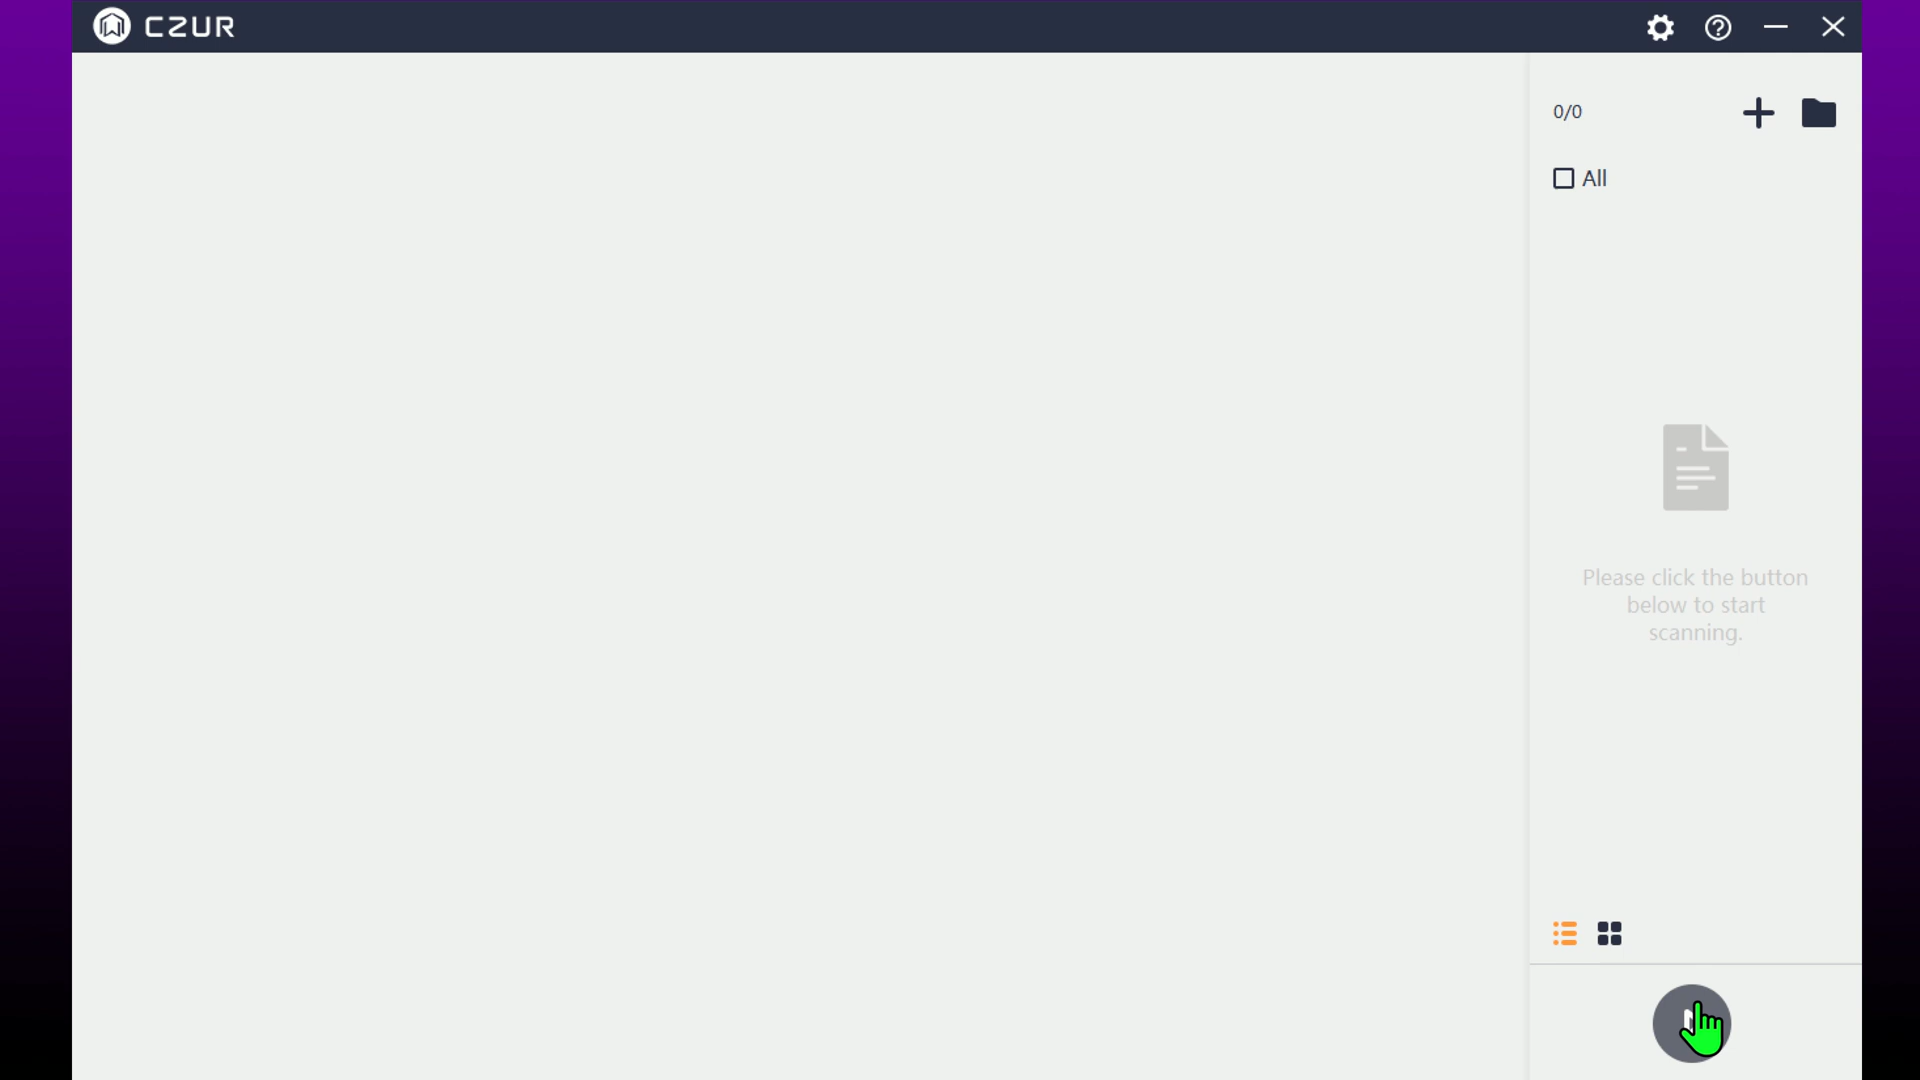 CZUR
0/0
All
Please click the button
below to start
scanning.